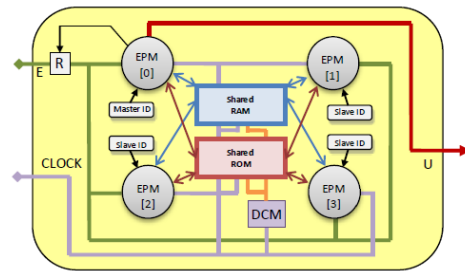 E
R
EPM
[0]
EPM
[1]
Master ID
Shared
RAM
Slave ID
Slave ID
Shared
ROM
Slave ID
CLOCK
U
EPM
[2]
EPM
[3]
DCM